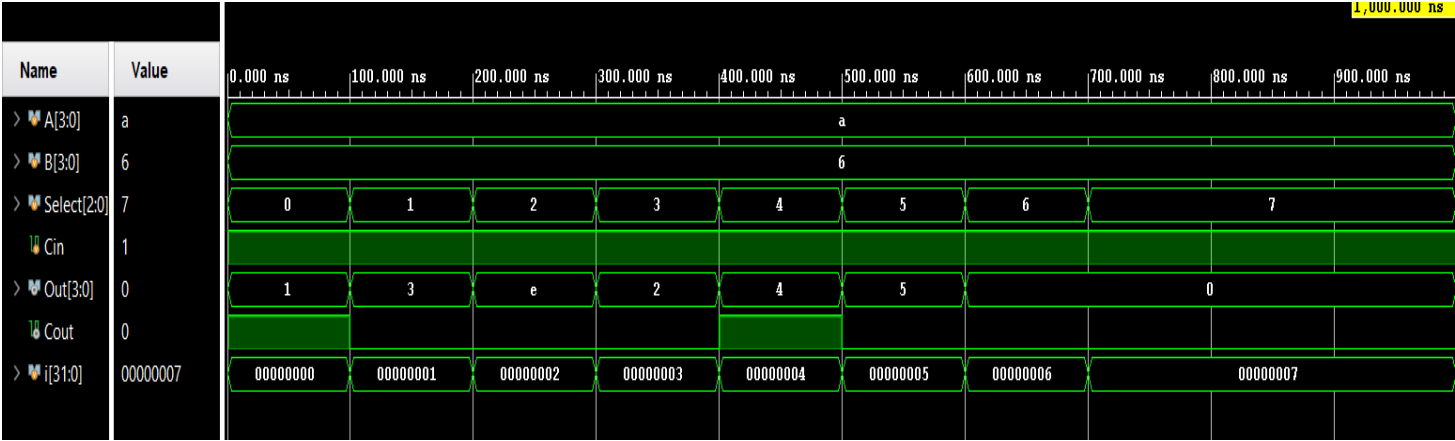 1,000.000 ns
Name Value 0.000 ns 100.000 ns 200.000 ns 300.000 ns 400.000 ns 500.000 ns 600.000 ns 700.000 ns 800.000 ns 900.000 ns
A[3:0] a a
B[3:0] 6 6
Select[2:0] 7 0 1 2 3 4 5 6 7
Cin 1
Out[3:0] 0 1 3 e 2 4 5 0
Cout 0
i[31:0] 00000007 00000000 00000001 00000002 00000003 00000004 00000005 00000006 00000007